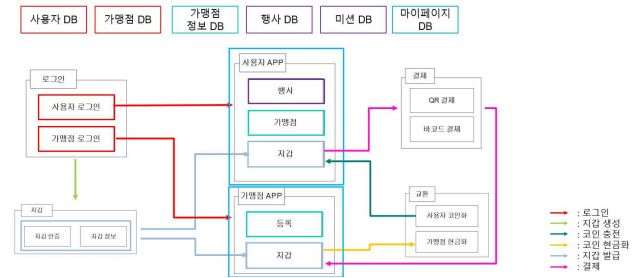 사용자 DB
가맹점 DB
가맹점
정보 DB
행사 DB
미션 DB
마이페이지
DB
로그인
사용자 로그인
가맹점 로그인
사용자 APP
행사
가맹점
지갑
결제
QR 결제
바코드 결제
지갑
지갑 인증
지갑 정보
가맹점 APP
등록
지갑
교환
사용자 코인화
가맹점 현금화
: 로그인
: 지갑 생성
: 코인 충전
: 코인 현금화
: 지갑 발급
: 결제